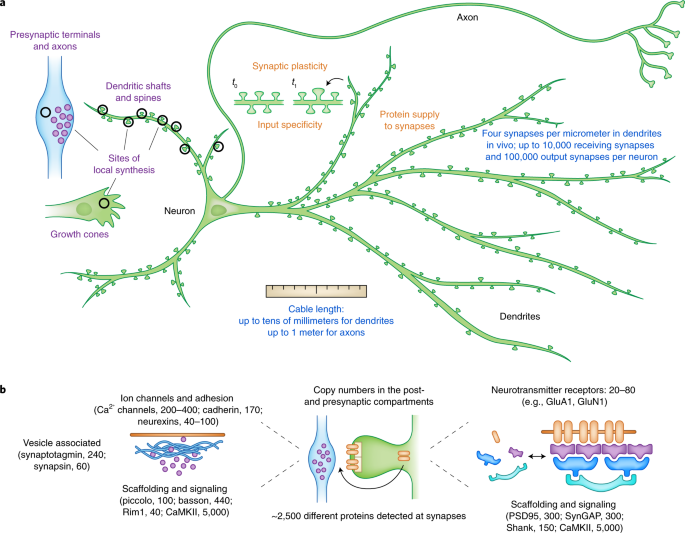 a
Axon
Presynaptic terminals
and axons
Dendritic shafts
and spines
Synaptic plasticity
t0
t1
Input specificity
Protein supply
to synapses
Four synapses per micrometer in dendrites
in vivo; up to 10,000 receiving synapses
and 100,000 output synapses per neuron
Sites of
local synthesis
Neuron
Growth cones
Cable length:
up to tens of millimeters for dendrites
up to 1 meter for axons
Dendrites
b
Ion channels and adhesion
(Ca2- channels, 200–400; cadherin, 170;
neurexins, 40–100)
Vesicle associated
(synaptotagmin, 240;
synapsin, 60)
Scaffolding and signaling
(piccolo, 100; basson, 440;
Rim1, 40; CaMKII, 5,000)
Copy numbers in the post-
and presynaptic compartments
~2,500 different proteins detected at synapses
Neurotransmitter receptors: 20–80
(e.g., GluA1, GluN1)
Scaffolding and signaling
(PSD95, 300; SynGAP, 300;
Shank, 150; CaMKII, 5,000)